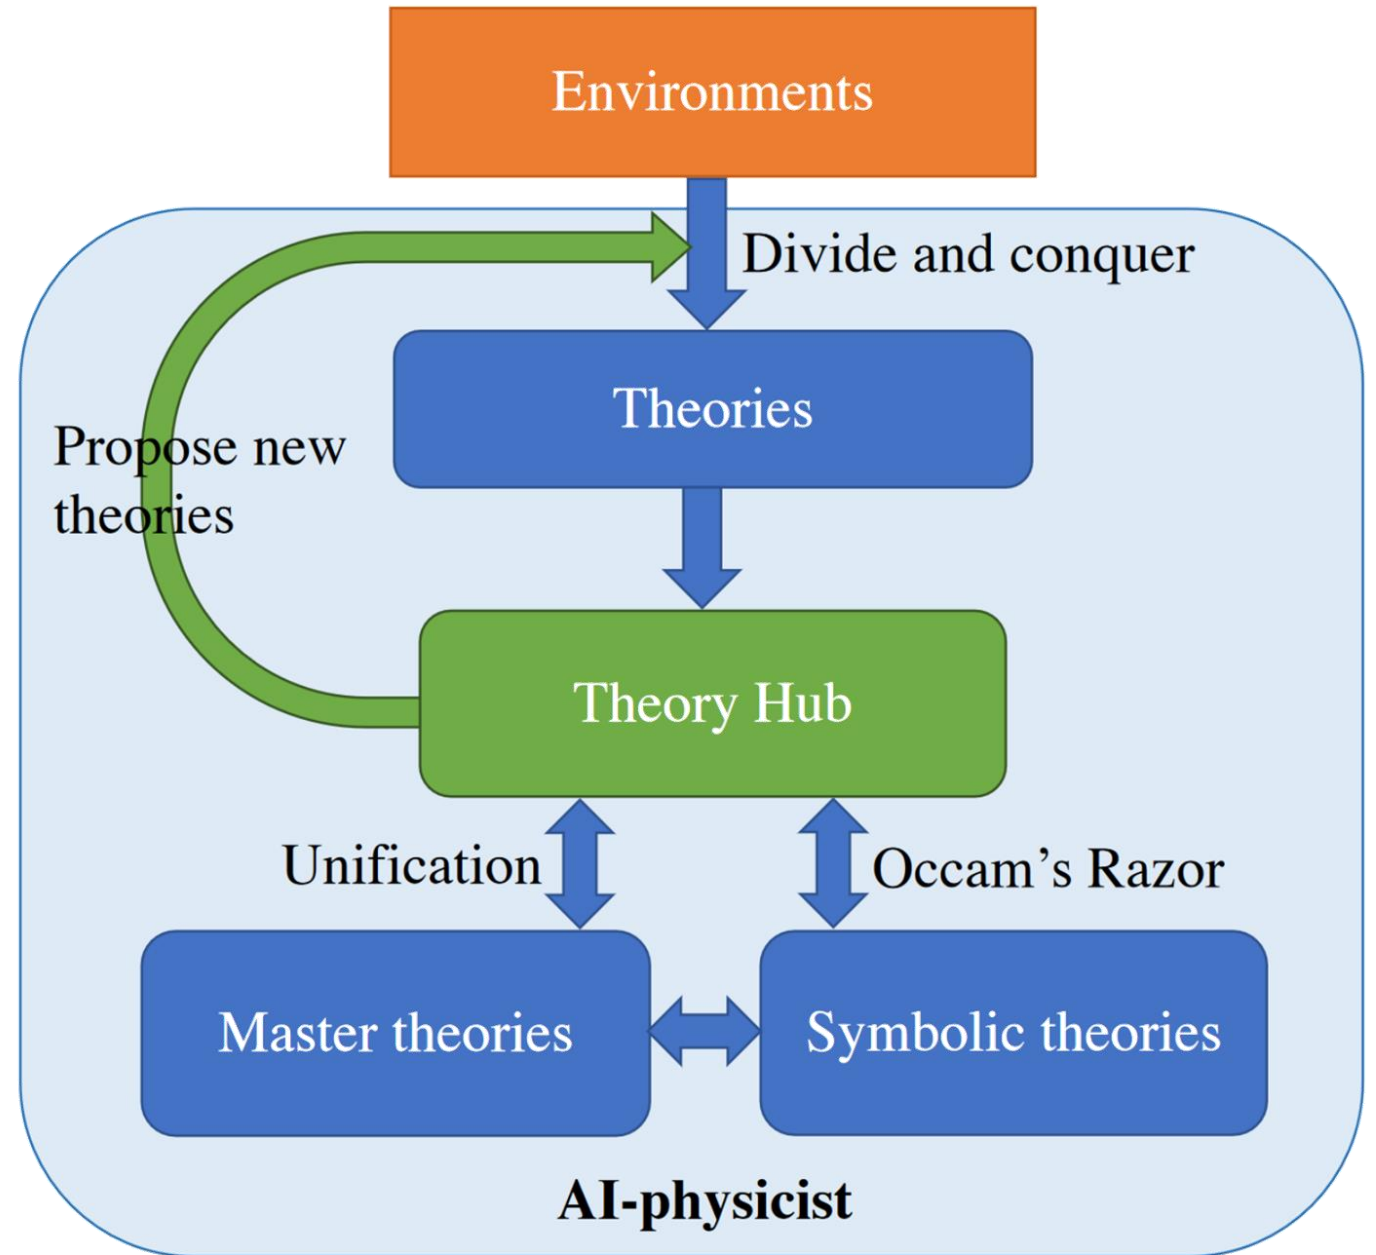 Environments
Divide and conquer
Theories
Propose new
theories
Theory Hub
Unification
Occam’s Razor
Master theories
Symbolic theories
AI-physicist